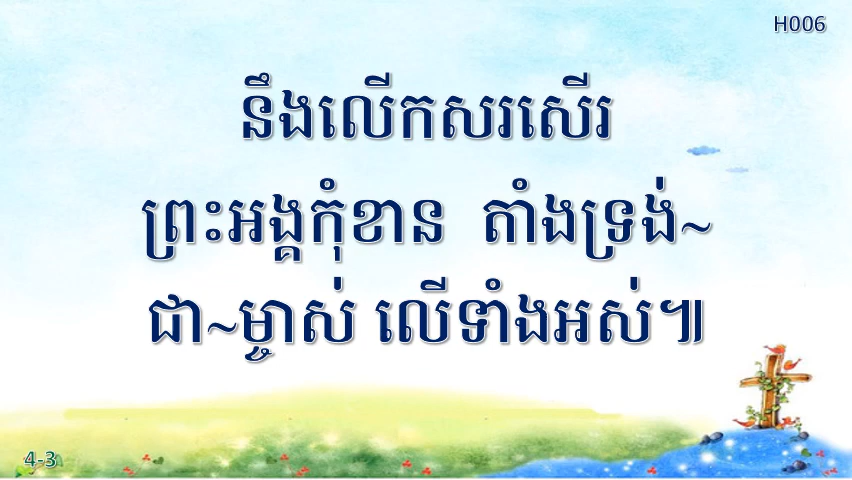 H006
នឹងលើកសរសើរ
ព្រះអង្គកុំខាន តាំងទ្រង់~
ជា~ម្ចាស់ លើទាំងអស់៕
4-3